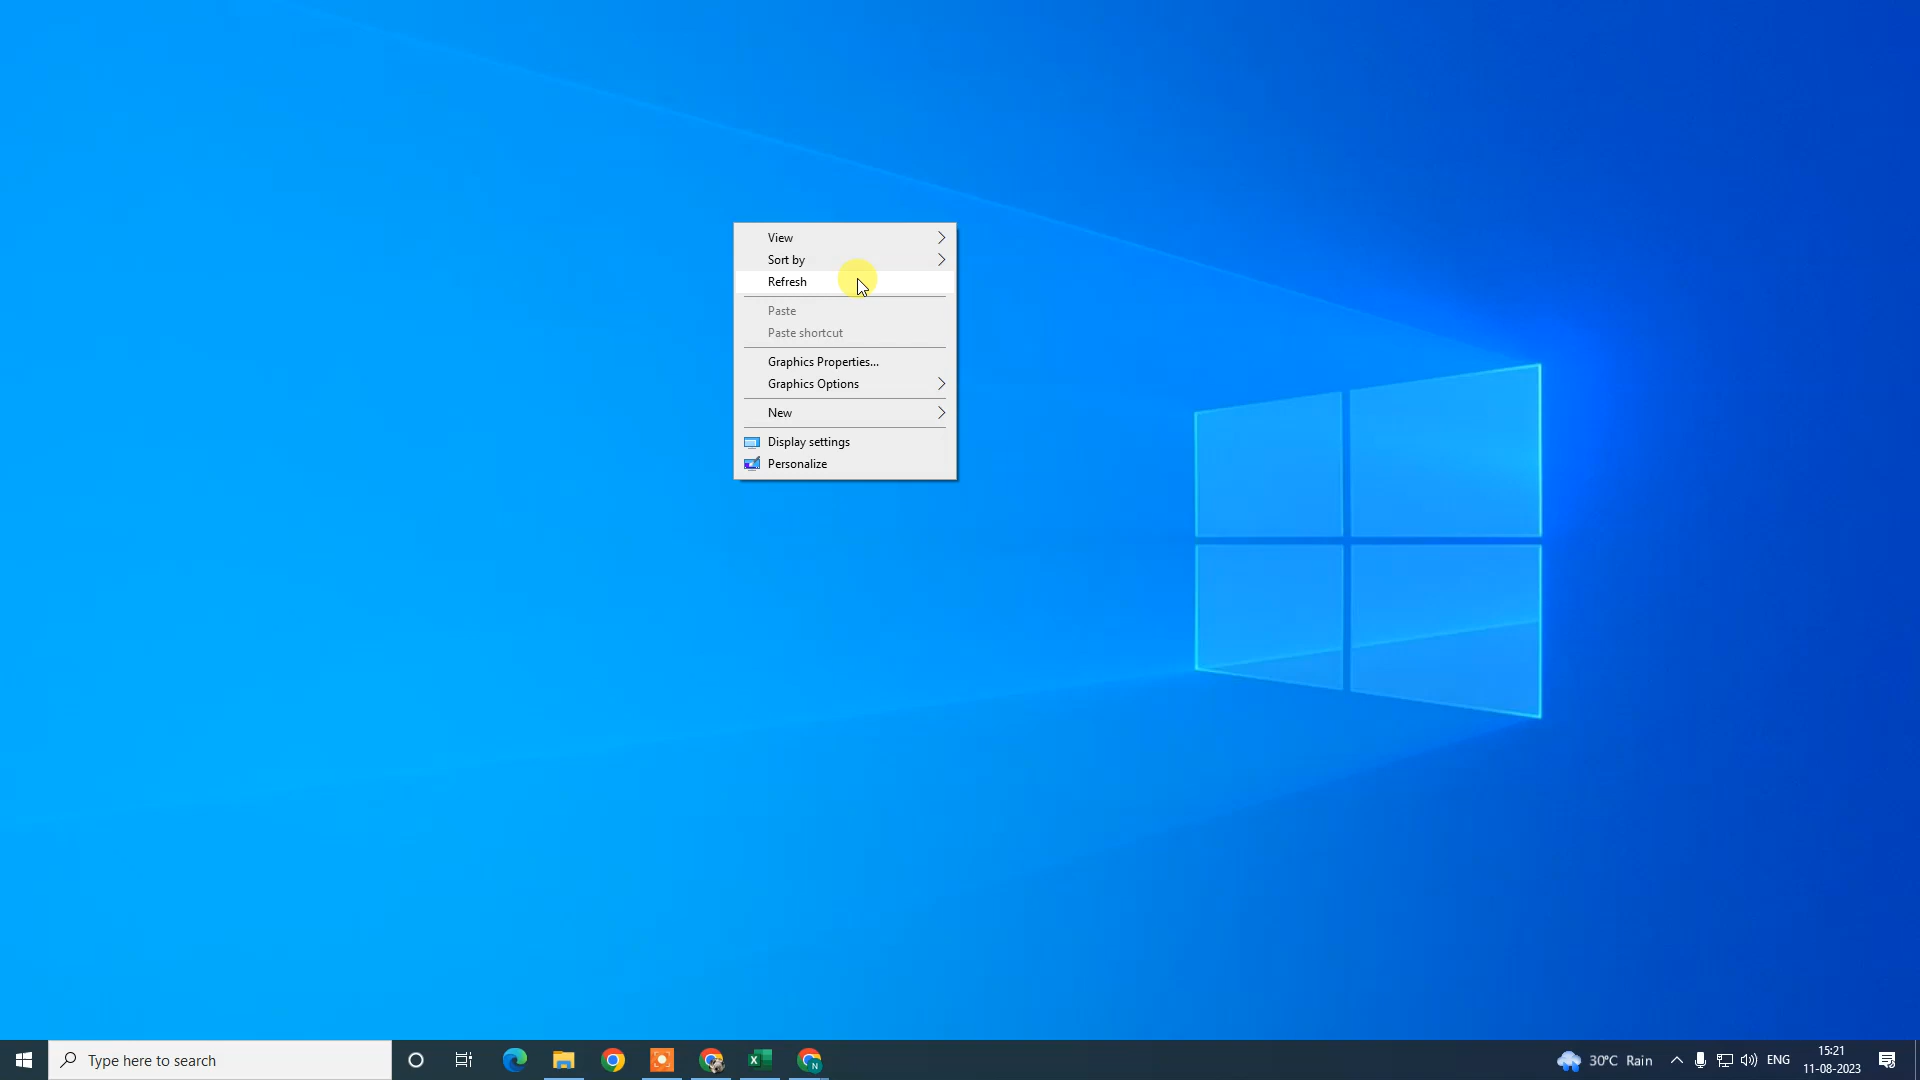 View
Sort by
Refresh
Paste
Paste shortcut
Graphics Properties...
Graphics Options
New
Display settings
Personalize
Type here to search
30°C Rain
ENG
15:21
11-08-2023